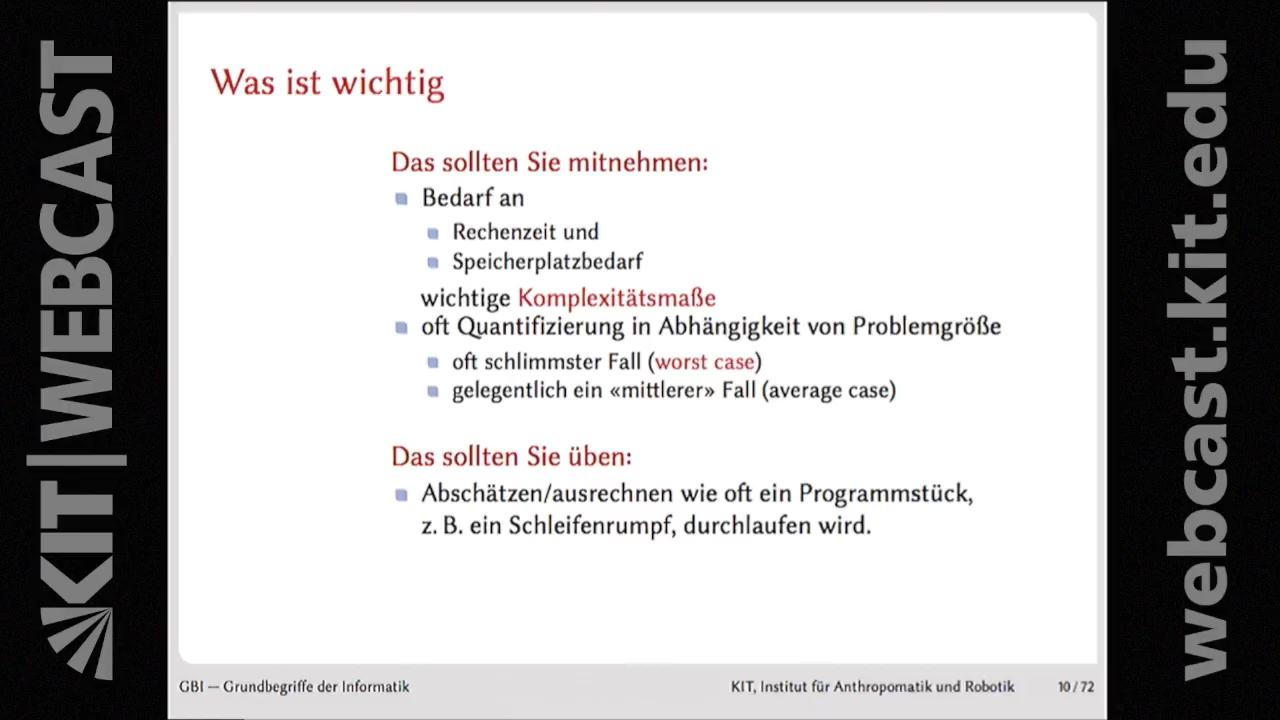 KIT|WEBCAST
Was ist wichtig
Das sollten Sie mitnehmen:
Bedarf an
Rechenzeit und
Speicherplatzbedarf
wichtige Komplexitätsmaße
oft Quantifizierung in Abhängigkeit von Problemgröße
oft schlimmster Fall (worst case)
gelegentlich ein «mittlerer» Fall (average case)
Das sollten Sie üben:
Abschätzen/ausrechnen wie oft ein Programmstück,
z. B. ein Schleifenrumpf, durchlaufen wird.
GBI — Grundbegriffe der Informatik
KIT, Institut für Anthropomatik und Robotik
10 / 72
webcast.kit.edu